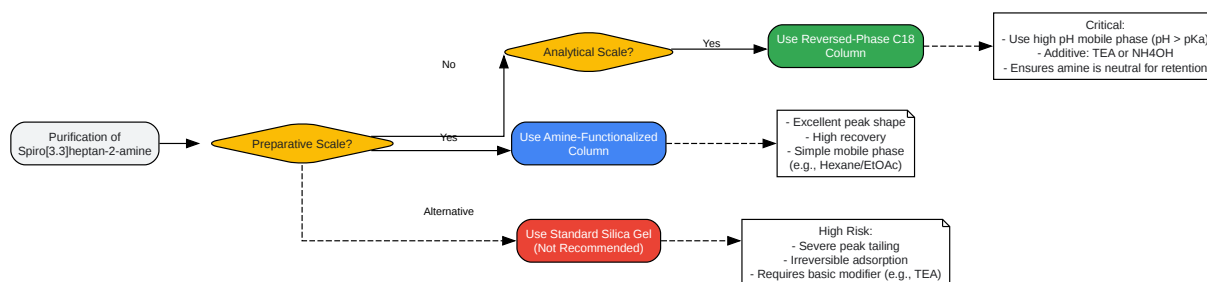 Purification of
Spiro[3.3]heptan-2-amine
Preparative Scale?
No
Analytical Scale?
Yes
Use Reversed-Phase C18
Column
Critical:
- Use high pH mobile phase (pH > pKa)
- Additive: TEA or NH4OH
- Ensures amine is neutral for retention
Yes
Use Amine-Functionalized
Column
- Excellent peak shape
- High recovery
- Simple mobile phase
(e.g., Hexane/EtOAc)
Alternative
Use Standard Silica Gel
(Not Recommended)
High Risk:
- Severe peak tailing
- Irreversible adsorption
- Requires basic modifier (e.g., TEA)